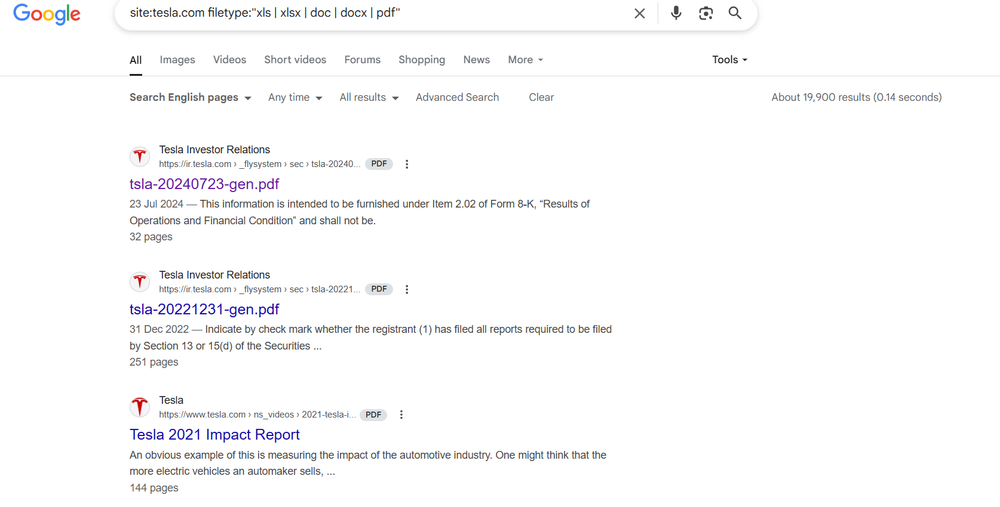 Google
site:tesla.com filetype:"xls | xlsx | doc | docx | pdf"
All Images Videos Short videos Forums Shopping News More Tools
Search English pages Any time All results Advanced Search Clear About 19,900 results (0.14 seconds)
Tesla Investor Relations
https://ir.tesla.com › _flysystem › sec › tsla-20240... PDF
tsla-20240723-gen.pdf
23 Jul 2024 — This information is intended to be furnished under Item 2.02 of Form 8-K, “Results of
Operations and Financial Condition” and shall not be.
32 pages
Tesla Investor Relations
https://ir.tesla.com › _flysystem › sec › tsla-20221... PDF
tsla-20221231-gen.pdf
31 Dec 2022 — Indicate by check mark whether the registrant (1) has filed all reports required to be filed
by Section 13 or 15(d) of the Securities ...
251 pages
Tesla
https://www.tesla.com › ns_videos › 2021-tesla-i... PDF
Tesla 2021 Impact Report
An obvious example of this is measuring the impact of the automotive industry. One might think that the
more electric vehicles an automaker sells, ...
144 pages